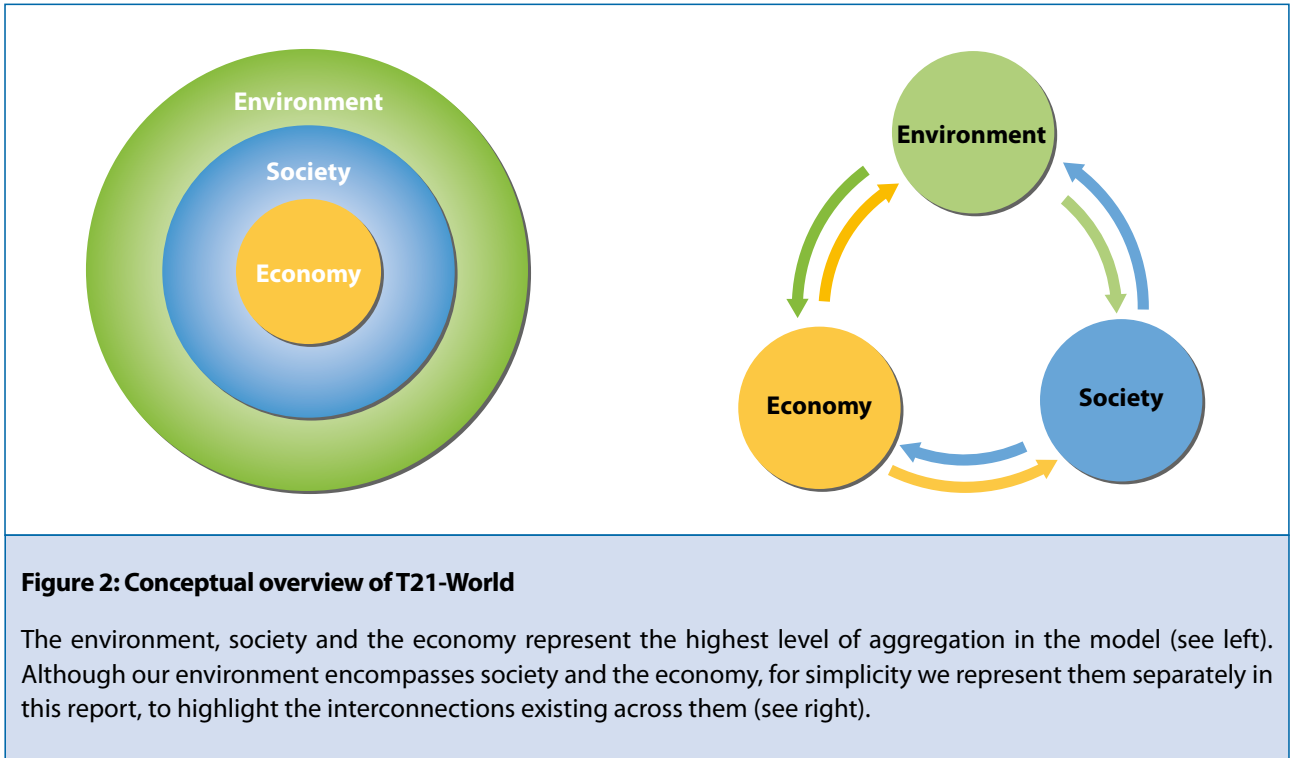 Environment
Society
Economy
Environment
Economy
Society
Figure 2: Conceptual overview of T21-World
The environment, society and the economy represent the highest level of aggregation in the model (see left).
Although our environment encompasses society and the economy, for simplicity we represent them separately in
this report, to highlight the interconnections existing across them (see right).